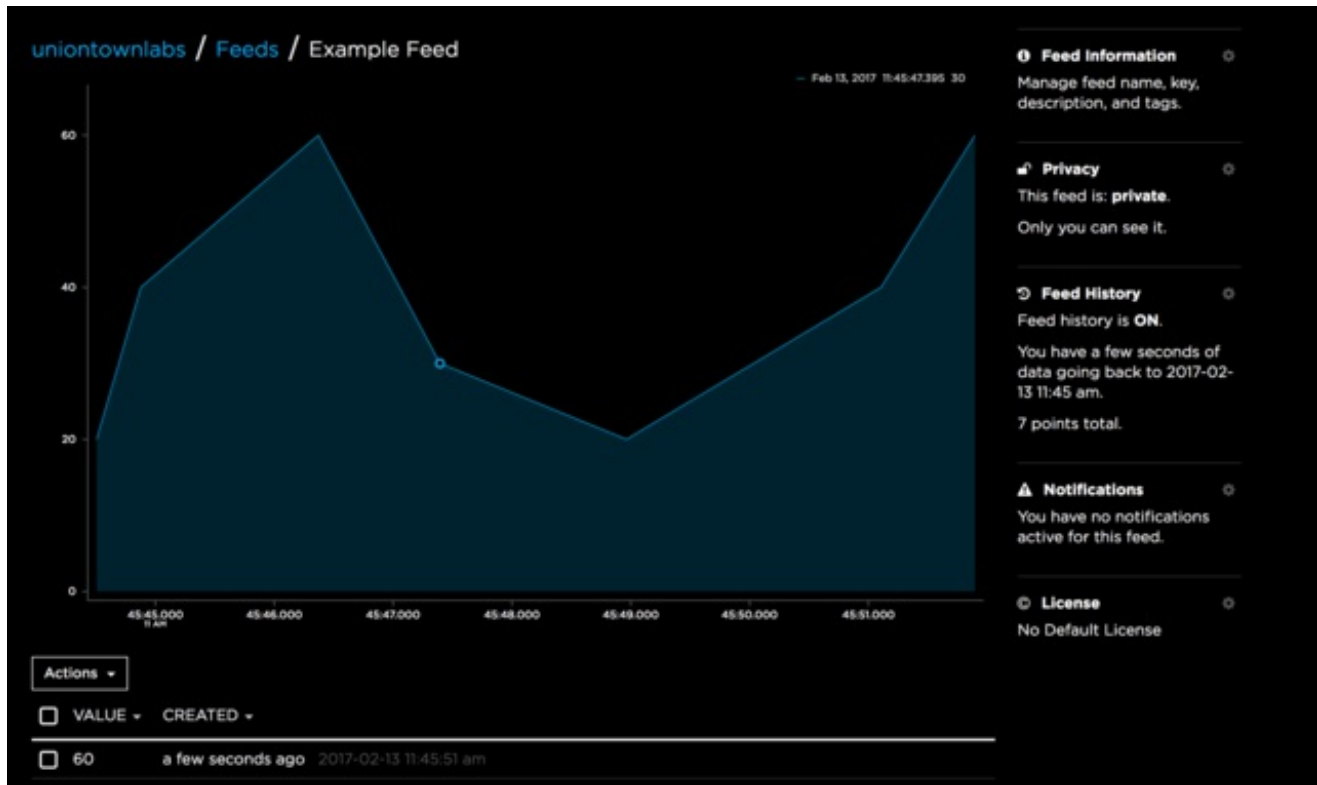 uniontownlabs / Feeds / Example Feed
Feb 13, 2017 11:45:47.395 30
60
40
20
0
45:45.000 45:46.000 45:47.000 45:48.000 45:49.000 45:50.000 45:51.000
11 AM
Actions
VALUE CREATED
60 a few seconds ago 2017-02-13 11:45:51 am
Feed Information
Manage feed name, key,
description, and tags.
Privacy
This feed is: private.
Only you can see it.
Feed History
Feed history is ON.
You have a few seconds of
data going back to 2017-02-
13 11:45 am.
7 points total.
Notifications
You have no notifications
active for this feed.
© License
No Default License